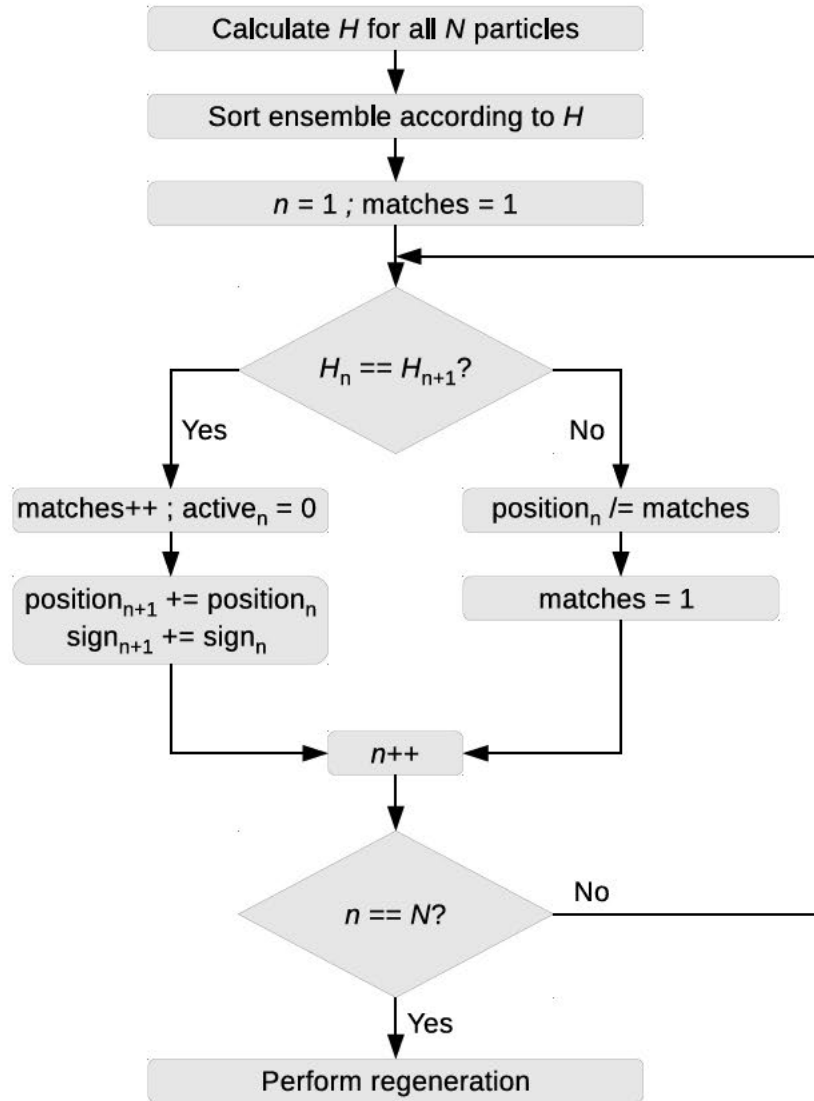 Calculate H for all N particles
Sort ensemble according to H
n = 1 ; matches = 1
Hₙ == Hₙ₊₁?
Yes
No
matches++ ; activeₙ = 0
positionₙ /= matches
positionₙ₊₁ += positionₙ
signₙ₊₁ += signₙ
matches = 1
n++
n == N?
No
Yes
Perform regeneration